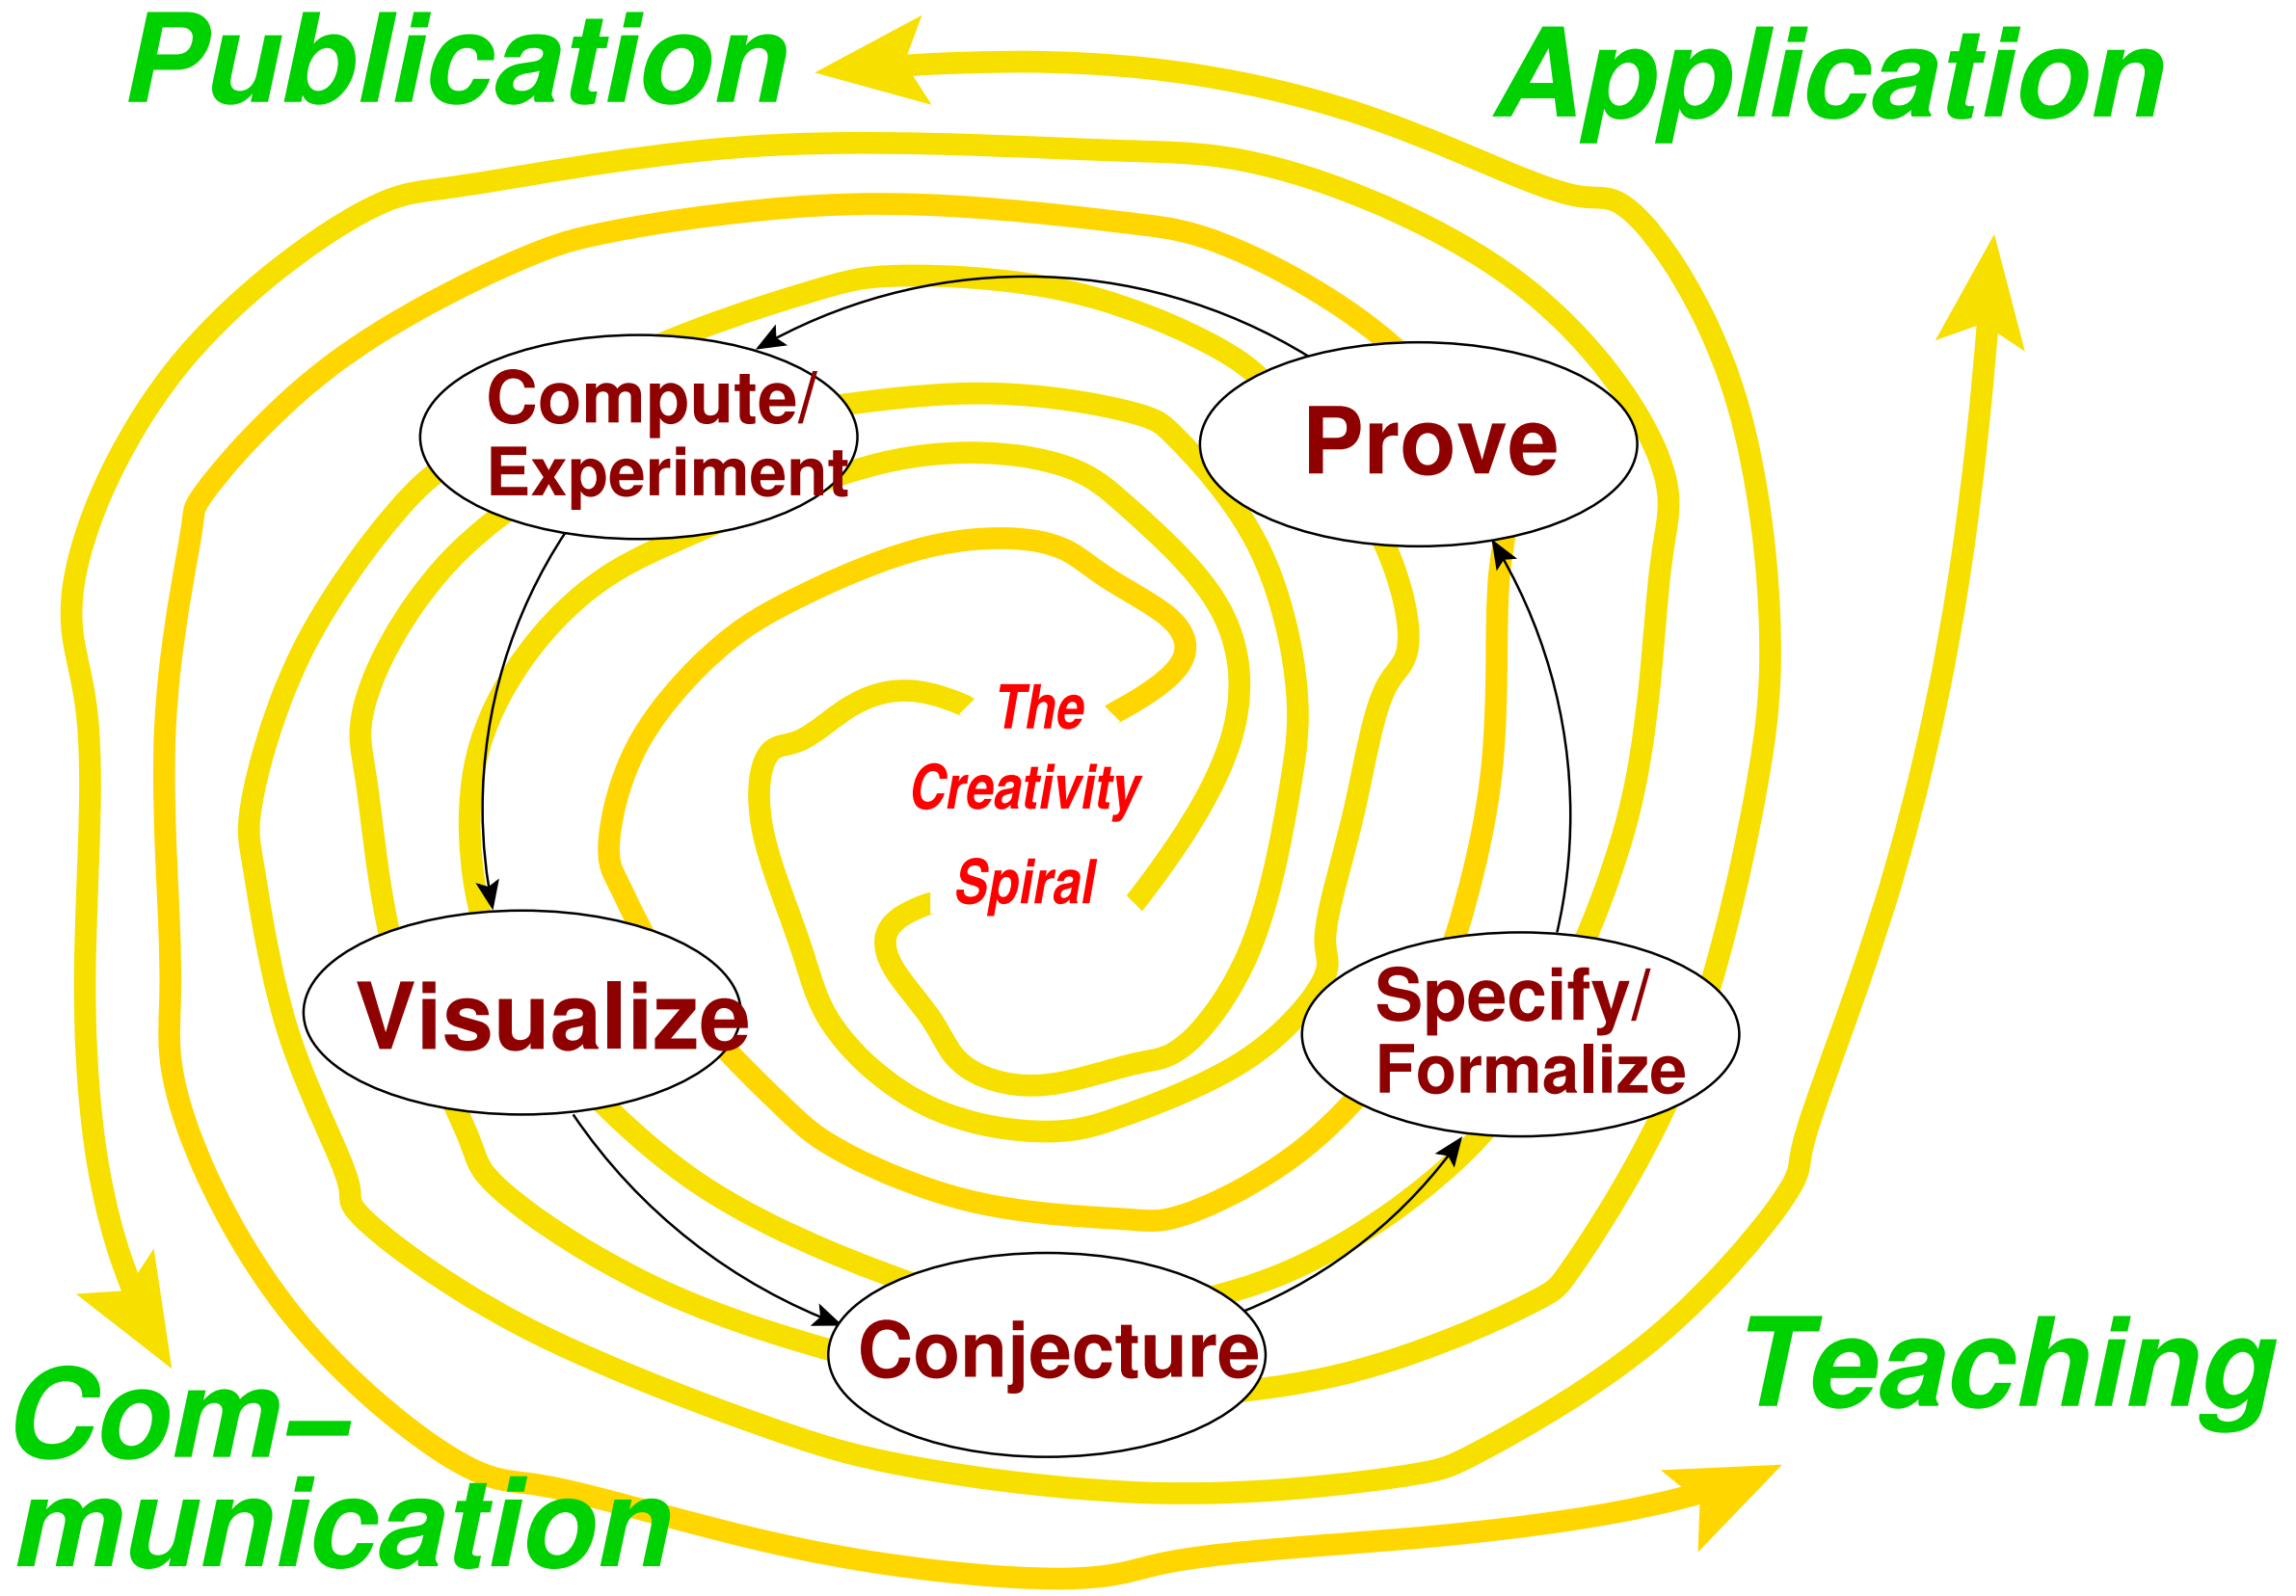 Publication
Application
Compute/
Experiment
Prove
The
Creativity
Spiral
Visualize
Specify/
Formalize
Conjecture
Teaching
Com–
munication